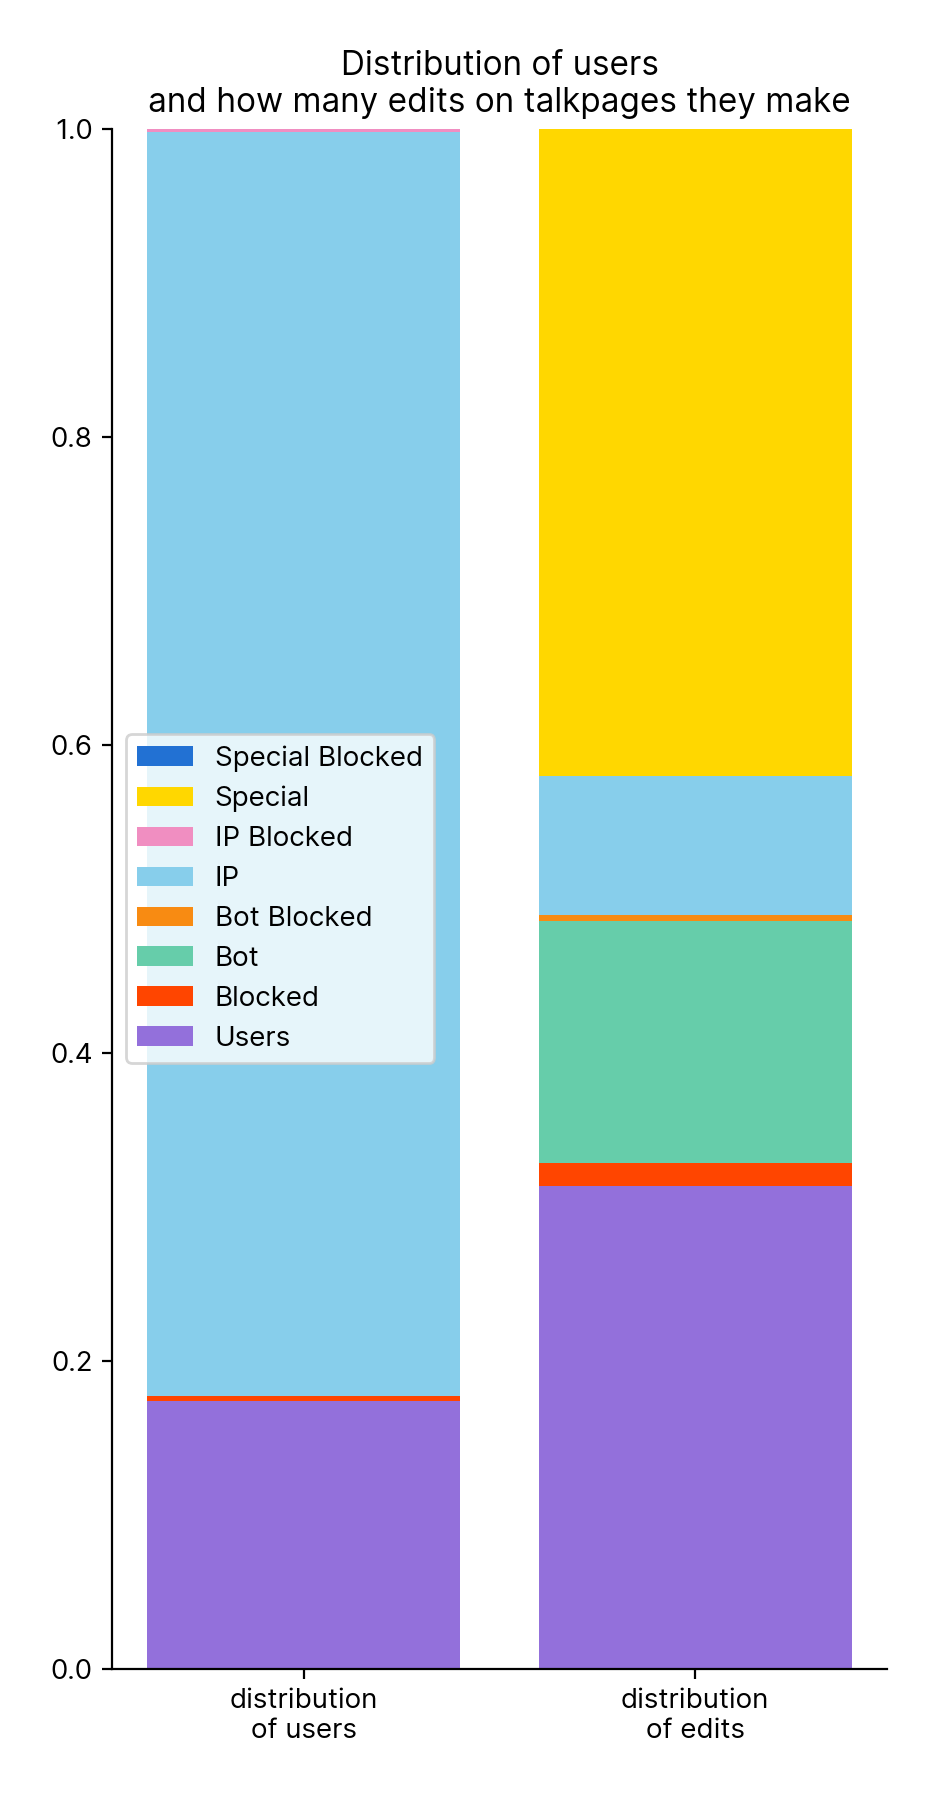 Distribution of users
and how many edits on talkpages they make
1.0
0.8
0.6
0.4
0.2
0.0
Special Blocked
Special
IP Blocked
IP
Bot Blocked
Bot
Blocked
Users
distribution
of users
distribution
of edits